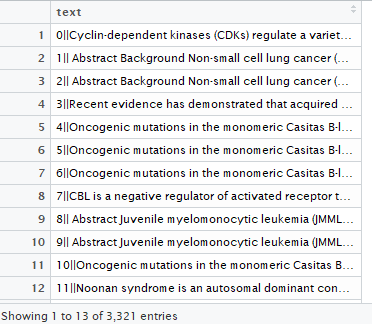 text
1 0||Cyclin-dependent kinases (CDKs) regulate a variet...
2 1|| Abstract Background Non-small cell lung cancer (...
3 2|| Abstract Background Non-small cell lung cancer (...
4 3||Recent evidence has demonstrated that acquired ...
5 4||Oncogenic mutations in the monomeric Casitas B-l...
6 5||Oncogenic mutations in the monomeric Casitas B-l...
7 6||Oncogenic mutations in the monomeric Casitas B-l...
8 7||CBL is a negative regulator of activated receptor t...
9 8|| Abstract Juvenile myelomonocytic leukemia (JMML...
10 9|| Abstract Juvenile myelomonocytic leukemia (JMML...
11 10||Oncogenic mutations in the monomeric Casitas B...
12 11||Noonan syndrome is an autosomal dominant con...
Showing 1 to 13 of 3,321 entries